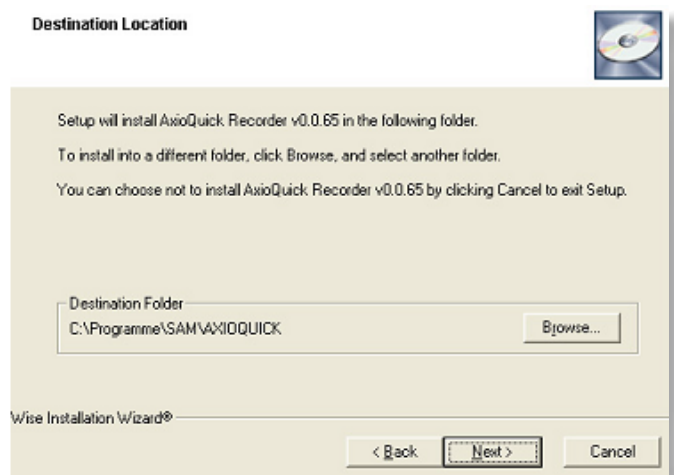 Destination Location
Setup will install AxioQuick Recorder v0.0.65 in the following folder.
To install into a different folder, click Browse, and select another folder.
You can choose not to install AxioQuick Recorder v0.0.65 by clicking Cancel to exit Setup.
Destination Folder
C:\Programme\SAM\AXIOQUICK
Browse...
Wise Installation Wizard®
< Back
Next >
Cancel